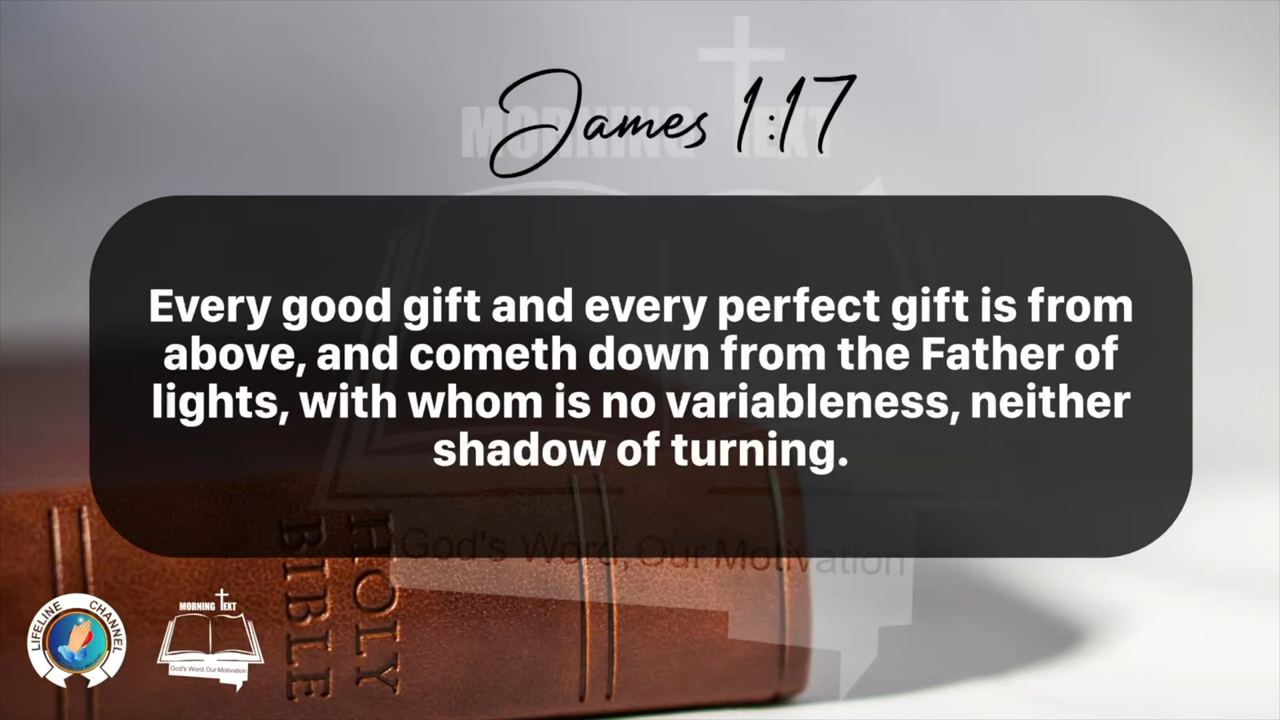 James 1:17
MORNING TEXT
Every good gift and every perfect gift is from
above, and cometh down from the Father of
lights, with whom is no variableness, neither
shadow of turning.
God's Word, Our Motivation
HOLY
BIBLE
LIFELINE CHANNEL
MORNING TEXT
God's Word, Our Motivation